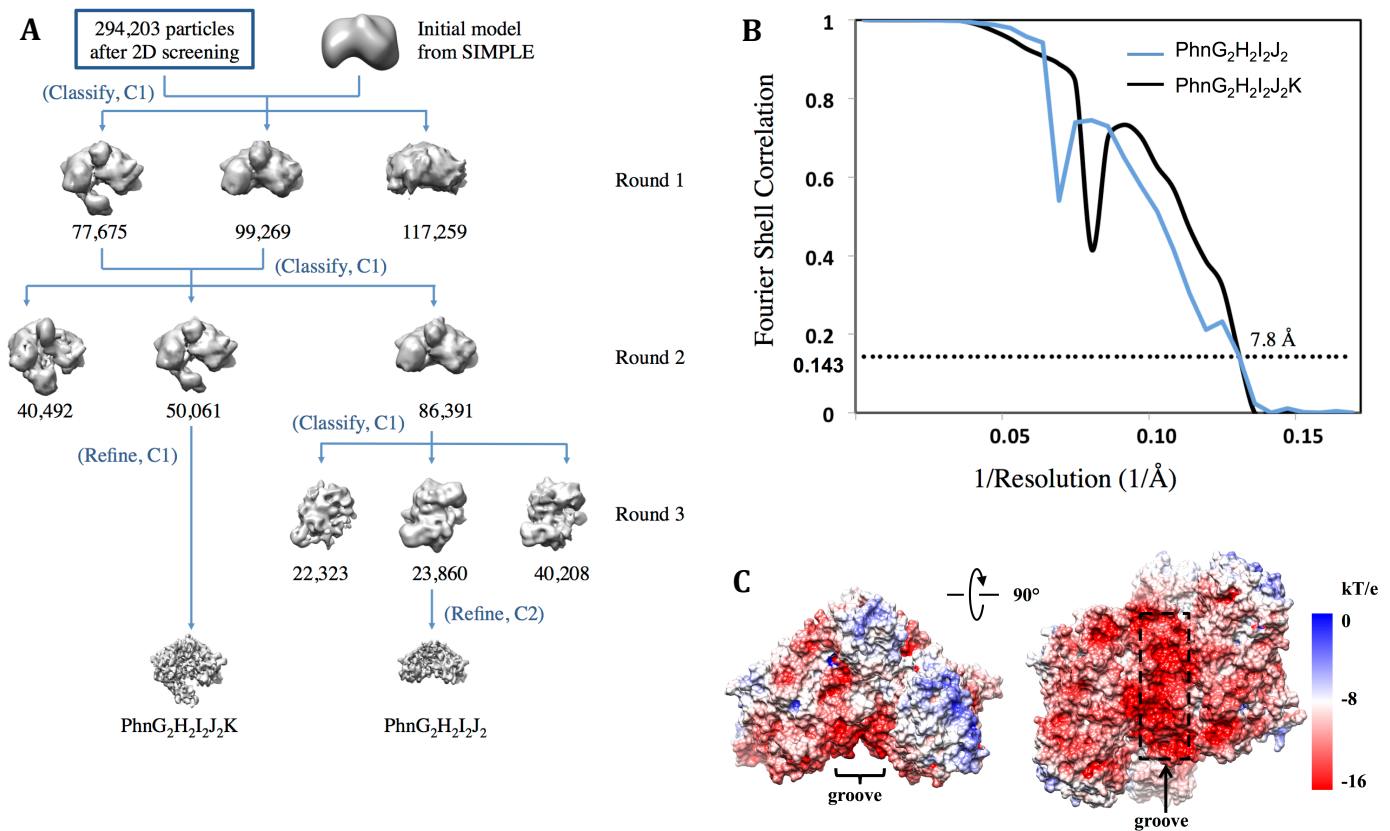 A
294,203 particles
after 2D screening
Initial model
from SIMPLE
(Classify, C1)
Round 1
77,675
99,269
117,259
(Classify, C1)
Round 2
40,492
50,061
86,391
(Refine, C1)
(Classify, C1)
Round 3
22,323
23,860
40,208
(Refine, C2)
PhnG₂H₂I₂J₂K
PhnG₂H₂I₂J₂
B
Fourier Shell Correlation
1
0.8
0.6
0.4
0.2
0.143
0
PhnG₂H₂I₂J₂
PhnG₂H₂I₂J₂K
7.8 Å
0.05
0.10
0.15
1/Resolution (1/Å)
C
90°
groove
groove
kT/e
0
-8
-16